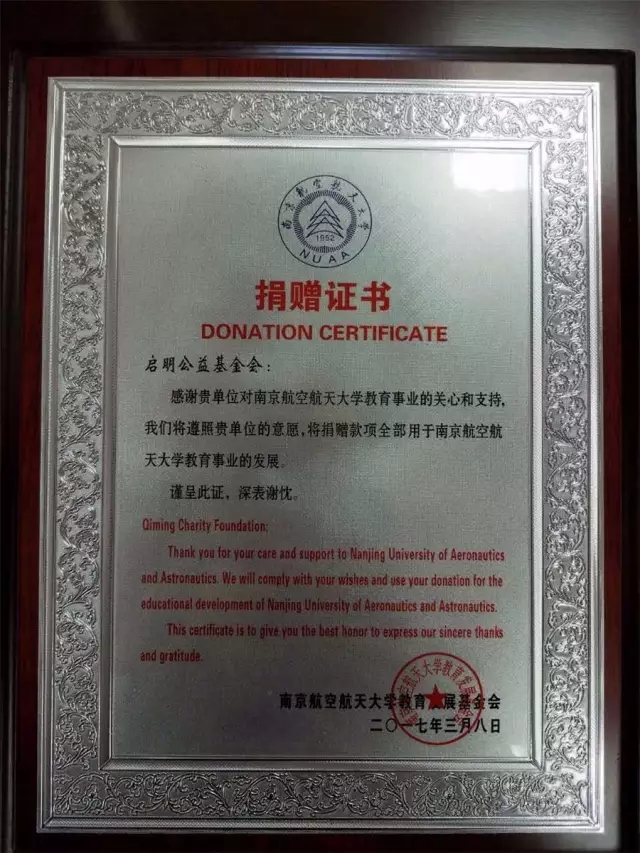 南京航空航天大学
1952
NUAA
捐赠证书
DONATION CERTIFICATE
启明公益基金会：
感谢贵单位对南京航空航天大学教育事业的关心和支持,
我们将遵照贵单位的意愿,将捐赠款项全部用于南京航空航
天大学教育事业的发展。
谨呈此证，深表谢忱。
Qiming Charity Foundation:
Thank you for your care and support to Nanjing University of Aeronautics
and Astronautics. We will comply with your wishes and use your donation for the
educational development of Nanjing University of Aeronautics and Astronautics.
This certificate is to give you the best honor to express our sincere thanks
and gratitude.
南京航空航天大学教育发展基金会
二〇一七年三月八日